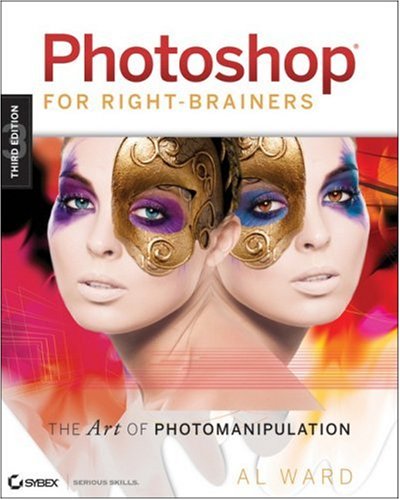 Photoshop®
FOR RIGHT-BRAINERS
THIRD EDITION
THE Art OF PHOTOMANIPULATION
SYBEX
SERIOUS SKILLS.
AL WARD